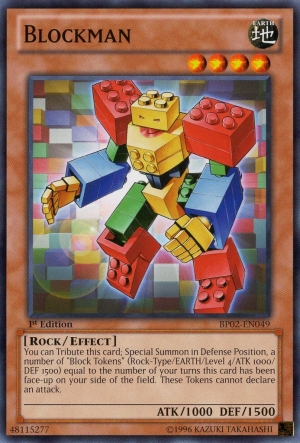 BLOCKMAN
EARTH
地
1st Edition
BP02-EN049
[ROCK/EFFECT]
You can Tribute this card; Special Summon in Defense Position, a
number of "Block Tokens" (Rock-Type/EARTH/Level 4/ATK 1000/
DEF 1500) equal to the number of your turns this card has been
face-up on your side of the field. These Tokens cannot declare
an attack.
ATK/1000 DEF/1500
48115277
©1996 KAZUKI TAKAHASHI